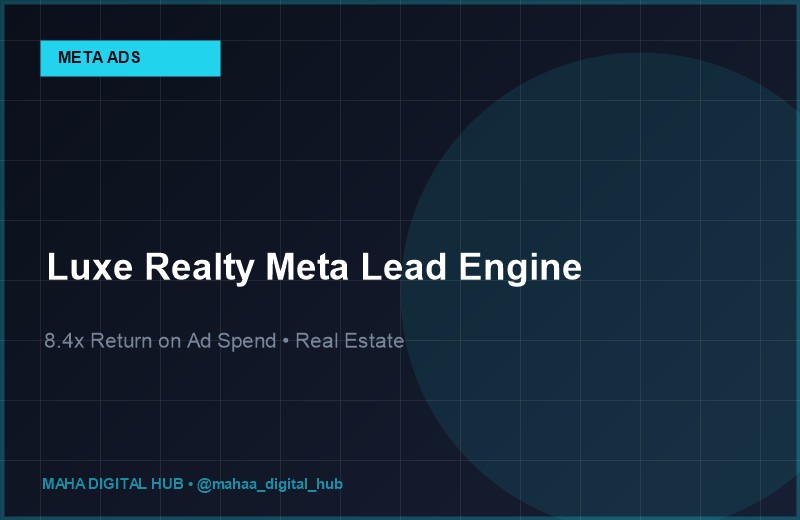 META ADS
Luxe Realty Meta Lead Engine
8.4x Return on Ad Spend • Real Estate
MAHA DIGITAL HUB • @mahaa_digital_hub